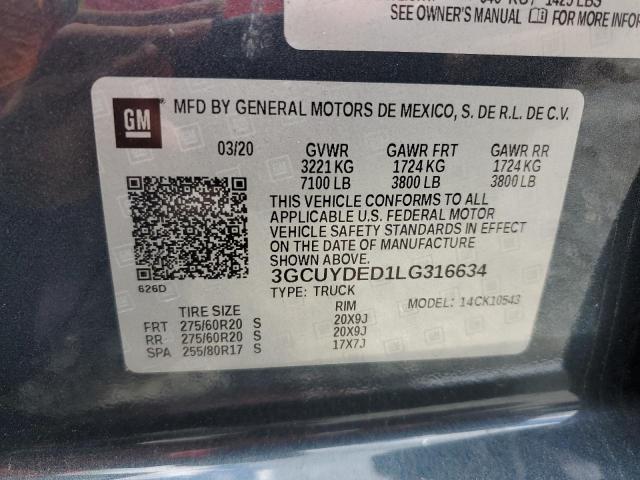 SEE OWNER'S MANUAL FOR MORE
GM MFD BY GENERAL MOTORS DE MEXICO, S. DE R.L. DE C.V.
03/20 GVWR GAWR FRT GAWR RR
3221 KG 1724 KG 1724 KG
7100 LB 3800 LB 3800 LB
THIS VEHICLE CONFORMS TO ALL
APPLICABLE U.S. FEDERAL MOTOR
VEHICLE SAFETY STANDARDS IN EFFECT
ON THE DATE OF MANUFACTURE
3GCUYDED1LG316634
626D
TYPE: TRUCK
MODEL: 14CK10543
TIRE SIZE RIM
FRT 275/60R20 S 20X9J
RR 275/60R20 S 20X9J
SPA 255/80R17 S 17X7J